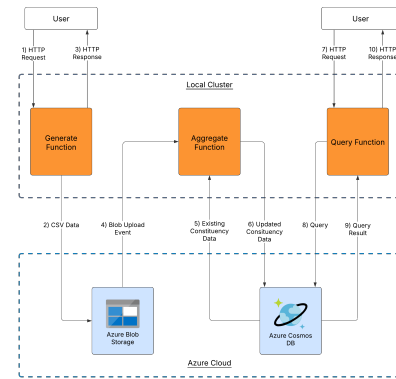 User
User
1) HTTP
Request
3) HTTP
Response
7) HTTP
Request
10) HTTP
Response
Local Cluster
Generate
Function
Aggregate
Function
Query Function
2) CSV Data
4) Blob Upload
Event
5) Existing
Constituency
Data
6) Updated
Consituency
Data
8) Query
9) Query
Result
Azure Blob
Storage
Azure Cosmos
DB
Azure Cloud